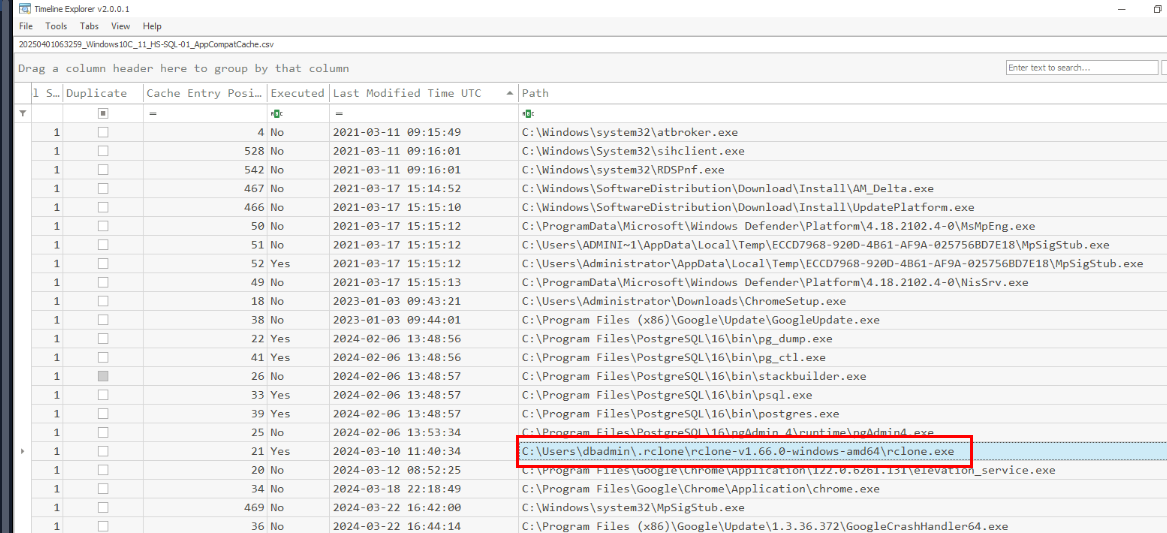 Timeline Explorer v2.0.0.1
File Tools Tabs View Help
20250401063259_Windows10C_11_HS-SQL-01_AppCompatCache.csv
Drag a column header here to group by that column
Enter text to search...
l S... Duplicate Cache Entry Posi... Executed Last Modified Time UTC Path
= =
1 4 No 2021-03-11 09:15:49 C:\Windows\system32\atbroker.exe
1 528 No 2021-03-11 09:16:01 C:\Windows\System32\sihclient.exe
1 542 No 2021-03-11 09:16:01 C:\Windows\system32\RDSPnf.exe
1 467 No 2021-03-17 15:14:52 C:\Windows\SoftwareDistribution\Download\Install\AM_Delta.exe
1 466 No 2021-03-17 15:15:10 C:\Windows\SoftwareDistribution\Download\Install\UpdatePlatform.exe
1 50 No 2021-03-17 15:15:12 C:\ProgramData\Microsoft\Windows Defender\Platform\4.18.2102.4-0\MsMpEng.exe
1 51 No 2021-03-17 15:15:12 C:\Users\ADMINI~1\AppData\Local\Temp\ECCD7968-920D-4B61-AF9A-025756BD7E18\MpSigStub.exe
1 52 Yes 2021-03-17 15:15:12 C:\Users\Administrator\AppData\Local\Temp\ECCD7968-920D-4B61-AF9A-025756BD7E18\MpSigStub.exe
1 49 No 2021-03-17 15:15:13 C:\ProgramData\Microsoft\Windows Defender\Platform\4.18.2102.4-0\NisSrv.exe
1 18 No 2023-01-03 09:43:21 C:\Users\Administrator\Downloads\ChromeSetup.exe
1 38 No 2023-01-03 09:44:01 C:\Program Files (x86)\Google\Update\GoogleUpdate.exe
1 22 Yes 2024-02-06 13:48:56 C:\Program Files\PostgreSQL\16\bin\pg_dump.exe
1 41 Yes 2024-02-06 13:48:56 C:\Program Files\PostgreSQL\16\bin\pg_ctl.exe
1 26 No 2024-02-06 13:48:57 C:\Program Files\PostgreSQL\16\bin\stackbuilder.exe
1 33 Yes 2024-02-06 13:48:57 C:\Program Files\PostgreSQL\16\bin\psql.exe
1 39 Yes 2024-02-06 13:48:57 C:\Program Files\PostgreSQL\16\bin\postgres.exe
1 25 No 2024-02-06 13:53:34 C:\Program Files\PostgreSQL\16\pgAdmin 4\runtime\pgAdmin4.exe
1 21 Yes 2024-03-10 11:40:34 C:\Users\dbadmin\.rclone\rclone-v1.66.0-windows-amd64\rclone.exe
1 20 No 2024-03-12 08:52:25 C:\Program Files\Google\Chrome\Application\122.0.6261.131\elevation_service.exe
1 34 No 2024-03-18 22:18:49 C:\Program Files\Google\Chrome\Application\chrome.exe
1 469 No 2024-03-22 16:42:00 C:\Windows\system32\MpSigStub.exe
1 36 No 2024-03-22 16:44:14 C:\Program Files (x86)\Google\Update\1.3.36.372\GoogleCrashHandler64.exe